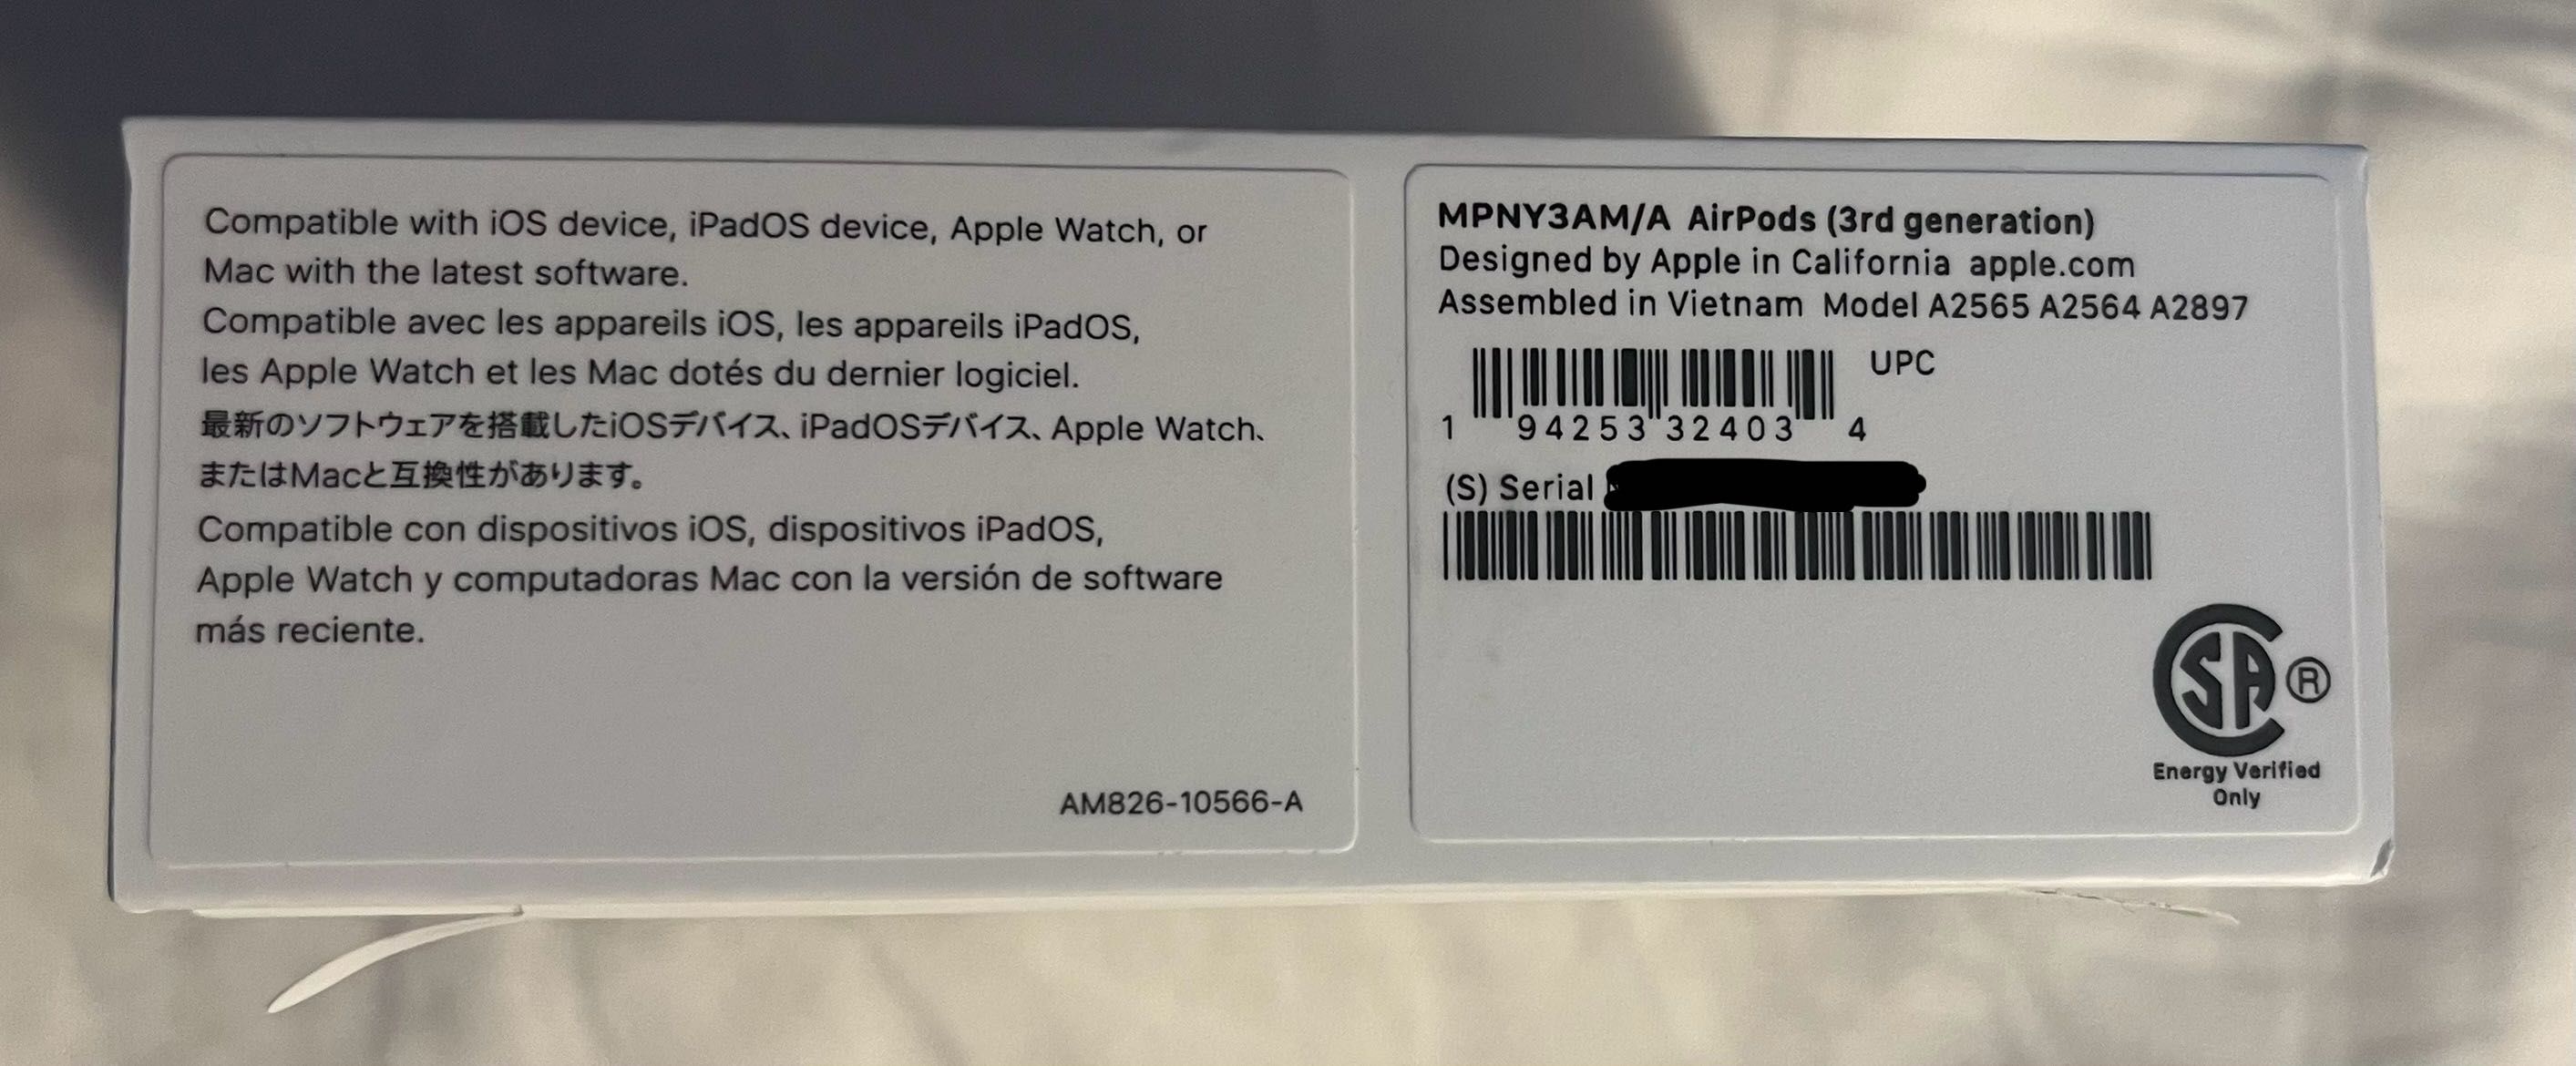 Compatible with iOS device, iPadOS device, Apple Watch, or
Mac with the latest software.
Compatible avec les appareils iOS, les appareils iPadOS,
les Apple Watch et les Mac dotés du dernier logiciel.
最新のソフトウェアを搭載したiOSデバイス、iPadOSデバイス、Apple Watch、
またはMacと互換性があります。
Compatible con dispositivos iOS, dispositivos iPadOS,
Apple Watch y computadoras Mac con la versión de software
más reciente.
AM826-10566-A
MPNY3AM/A AirPods (3rd generation)
Designed by Apple in California apple.com
Assembled in Vietnam Model A2565 A2564 A2897
UPC
1 94253 32403 4
(S) Serial
CSA ®
Energy Verified
Only